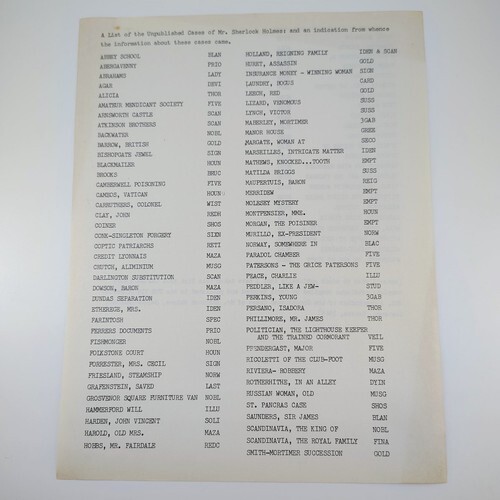 A List of the Unpublished Cases of Mr. Sherlock Holmes: and an indication from whence
the information about these cases came.
ABBEY SCHOOL BLAN
ABERGAVENNY PRIO
ABRAHAMS LADY
AGAR DEVI
ALICIA THOR
AMATEUR MENDICANT SOCIETY FIVE
ARNSWORTH CASTLE SCAN
ATKINSON BROTHERS SCAN
BACKWATER NOBL
BARROW, BRITISH GOLD
BISHOPGATE JEWEL SIGN
BLACKMAILER HOUN
BROOKS BRUC
CAMBERWELL POISONING FIVE
CAMEOS, VATICAN HOUN
CARRUTHERS, COLONEL WIST
CLAY, JOHN REDH
COINER SHOS
CONK-SINGLETON FORGERY SIXN
COPTIC PATRIARCHS RETI
CREDIT LYONNAIS MAZA
CRUTCH, ALIMINIUM MUSG
DARLINGTON SUBSTITUTION SCAN
DOWSON, BARON MAZA
DUNDAS SEPARATION IDEN
ETHEREGE, MRS. IDEN
FARINTOSH SPEC
FERRERS DOCUMENTS PRIO
FISHMONGER NOBL
FOLKSTONE COURT HOUN
FORRESTER, MRS. CECIL SIGN
FRIESLAND, STEAMSHIP NORW
GRAFENSTEIN, SAVED LAST
GROSVENOR SQUARE FURNITURE VAN NOBL
HAMMERFORD WILL ILLU
HARDEN, JOHN VINCENT SOLI
HAROLD, OLD MRS. MAZA
HOBBS, MR. FAIRDALE REDC
HOLLAND, REIGNING FAMILY IDEN & SCAN
HURET, ASSASSIN GOLD
INSURANCE MONEY - WINNING WOMAN SIGN
LAUNDRY, BOGUS CARD
LEECH, RED GOLD
LIZARD, VENOMOUS SUSS
LYNCH, VICTOR SUSS
MABERLEY, MORTIMER 3GAB
MANOR HOUSE GREE
MARGATE, WOMAN AT SECO
MARSEILLES, INTRICATE MATTER IDEN
MATHEWS, KNOCKED...TOOTH EMPT
MATILDA BRIGGS SUSS
MAUPERTUIS, BARON REIG
MERRIDEW EMPT
MOLESEY MYSTERY EMPT
MONTPENSIER, MME. HOUN
MORGAN, THE POISINER EMPT
MURILLO, EX-PRESIDENT NORW
NORWAY, SOMEWHERE IN BLAC
PARADOL CHAMBER FIVE
PATERSONS - THE GRICE PATERSONS FIVE
PEACE, CHARLIE ILLU
PEDDLER, LIKE A JEW- STUD
PERKINS, YOUNG 3GAB
PERSANO, ISADORA THOR
PHILLIMORE, MR. JAMES THOR
POLITICIAN, THE LIGHTHOUSE KEEPER
AND THE TRAINED CORMORANT VEIL
PRENDERGAST, MAJOR FIVE
RICOLETTI OF THE CLUB-FOOT MUSG
RIVIERA- ROBBERY MAZA
ROTHERHITHE, IN AN ALLEY DYIN
RUSSIAN WOMAN, OLD MUSG
ST. PANCRAS CASE SHOS
SAUNDERS, SIR JAMES BLAN
SCANDINAVIA, THE KING OF NOBL
SCANDINAVIA, THE ROYAL FAMILY FINA
SMITH-MORTIMER SUCCESSION GOLD